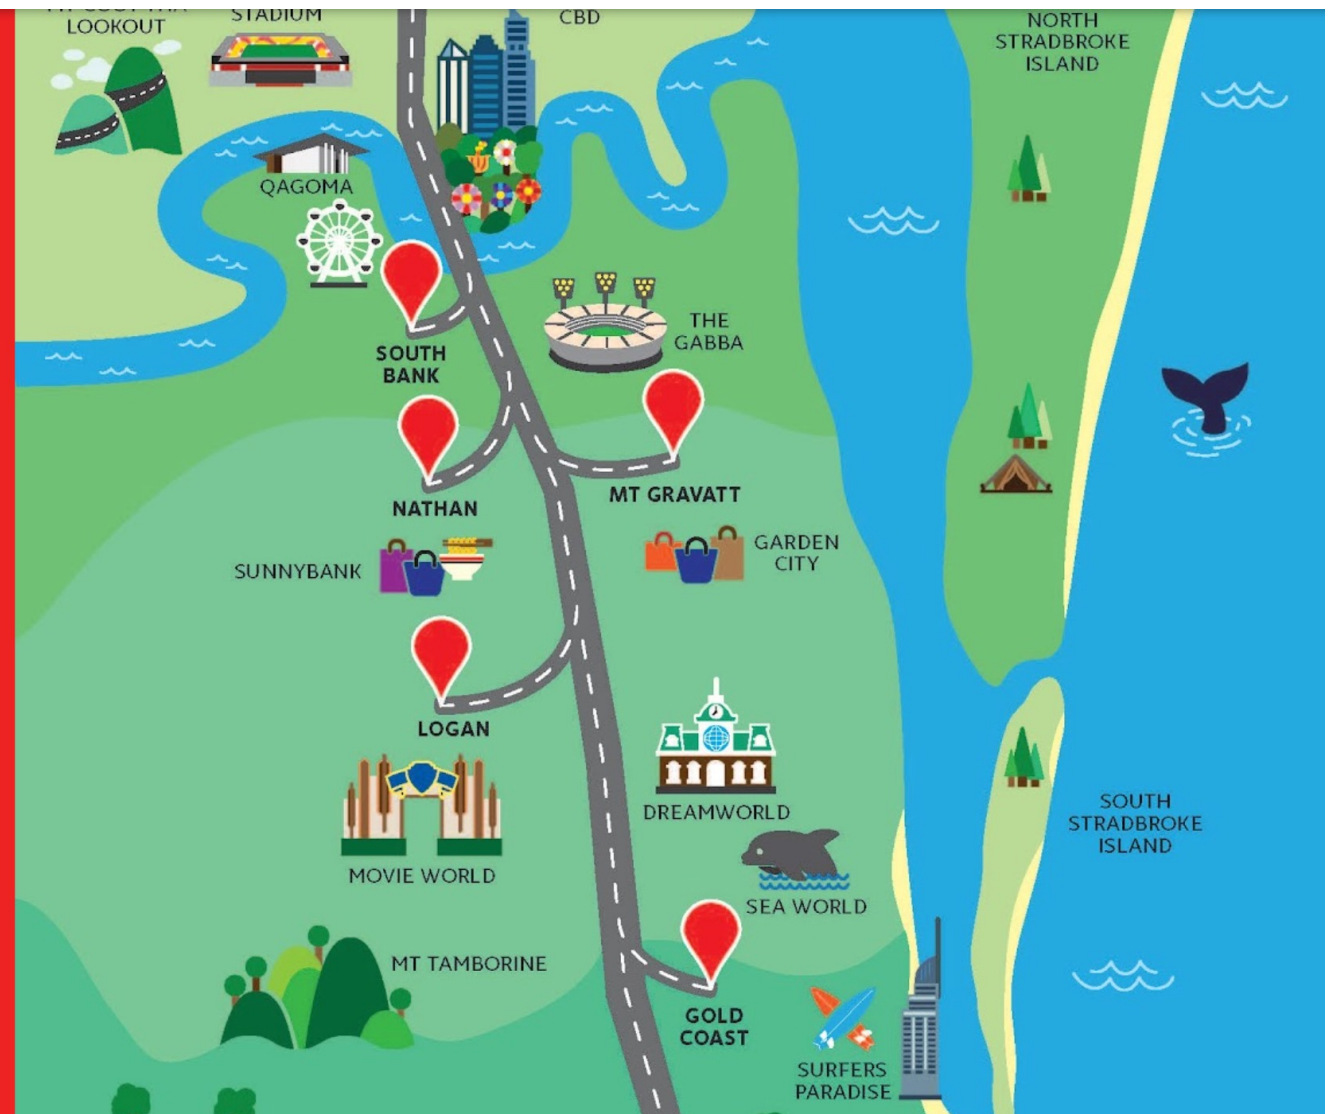 LOOKOUT
STADIUM
CBD
NORTH
STRADBROKE
ISLAND
QAGOMA
THE
GABBA
SOUTH
BANK
NATHAN
MT GRAVATT
SUNNYBANK
GARDEN
CITY
LOGAN
DREAMWORLD
MOVIE WORLD
SOUTH
STRADBROKE
ISLAND
SEA WORLD
MT TAMBORINE
GOLD
COAST
SURFERS
PARADISE